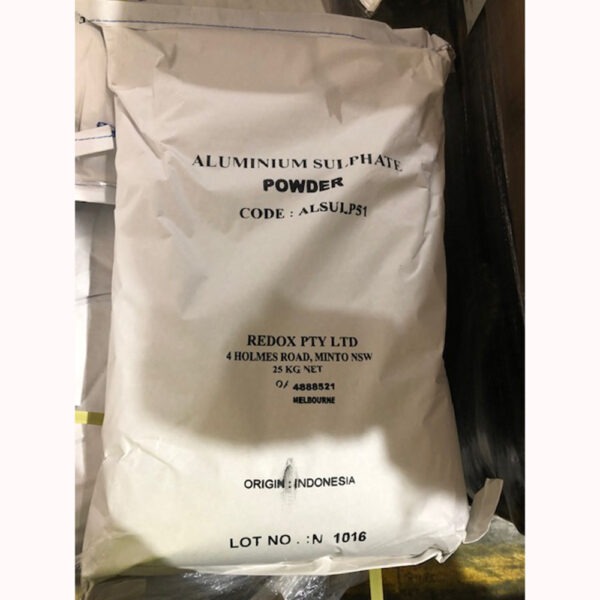 ALUMINIUM SULPHATE
POWDER
CODE : ALSULP51
REDOX PTY LTD
4 HOLMES ROAD, MINTO NSW
25 KG NET
O/ 4888521
MELBOURNE
ORIGIN : INDONESIA
LOT NO . :N 1016